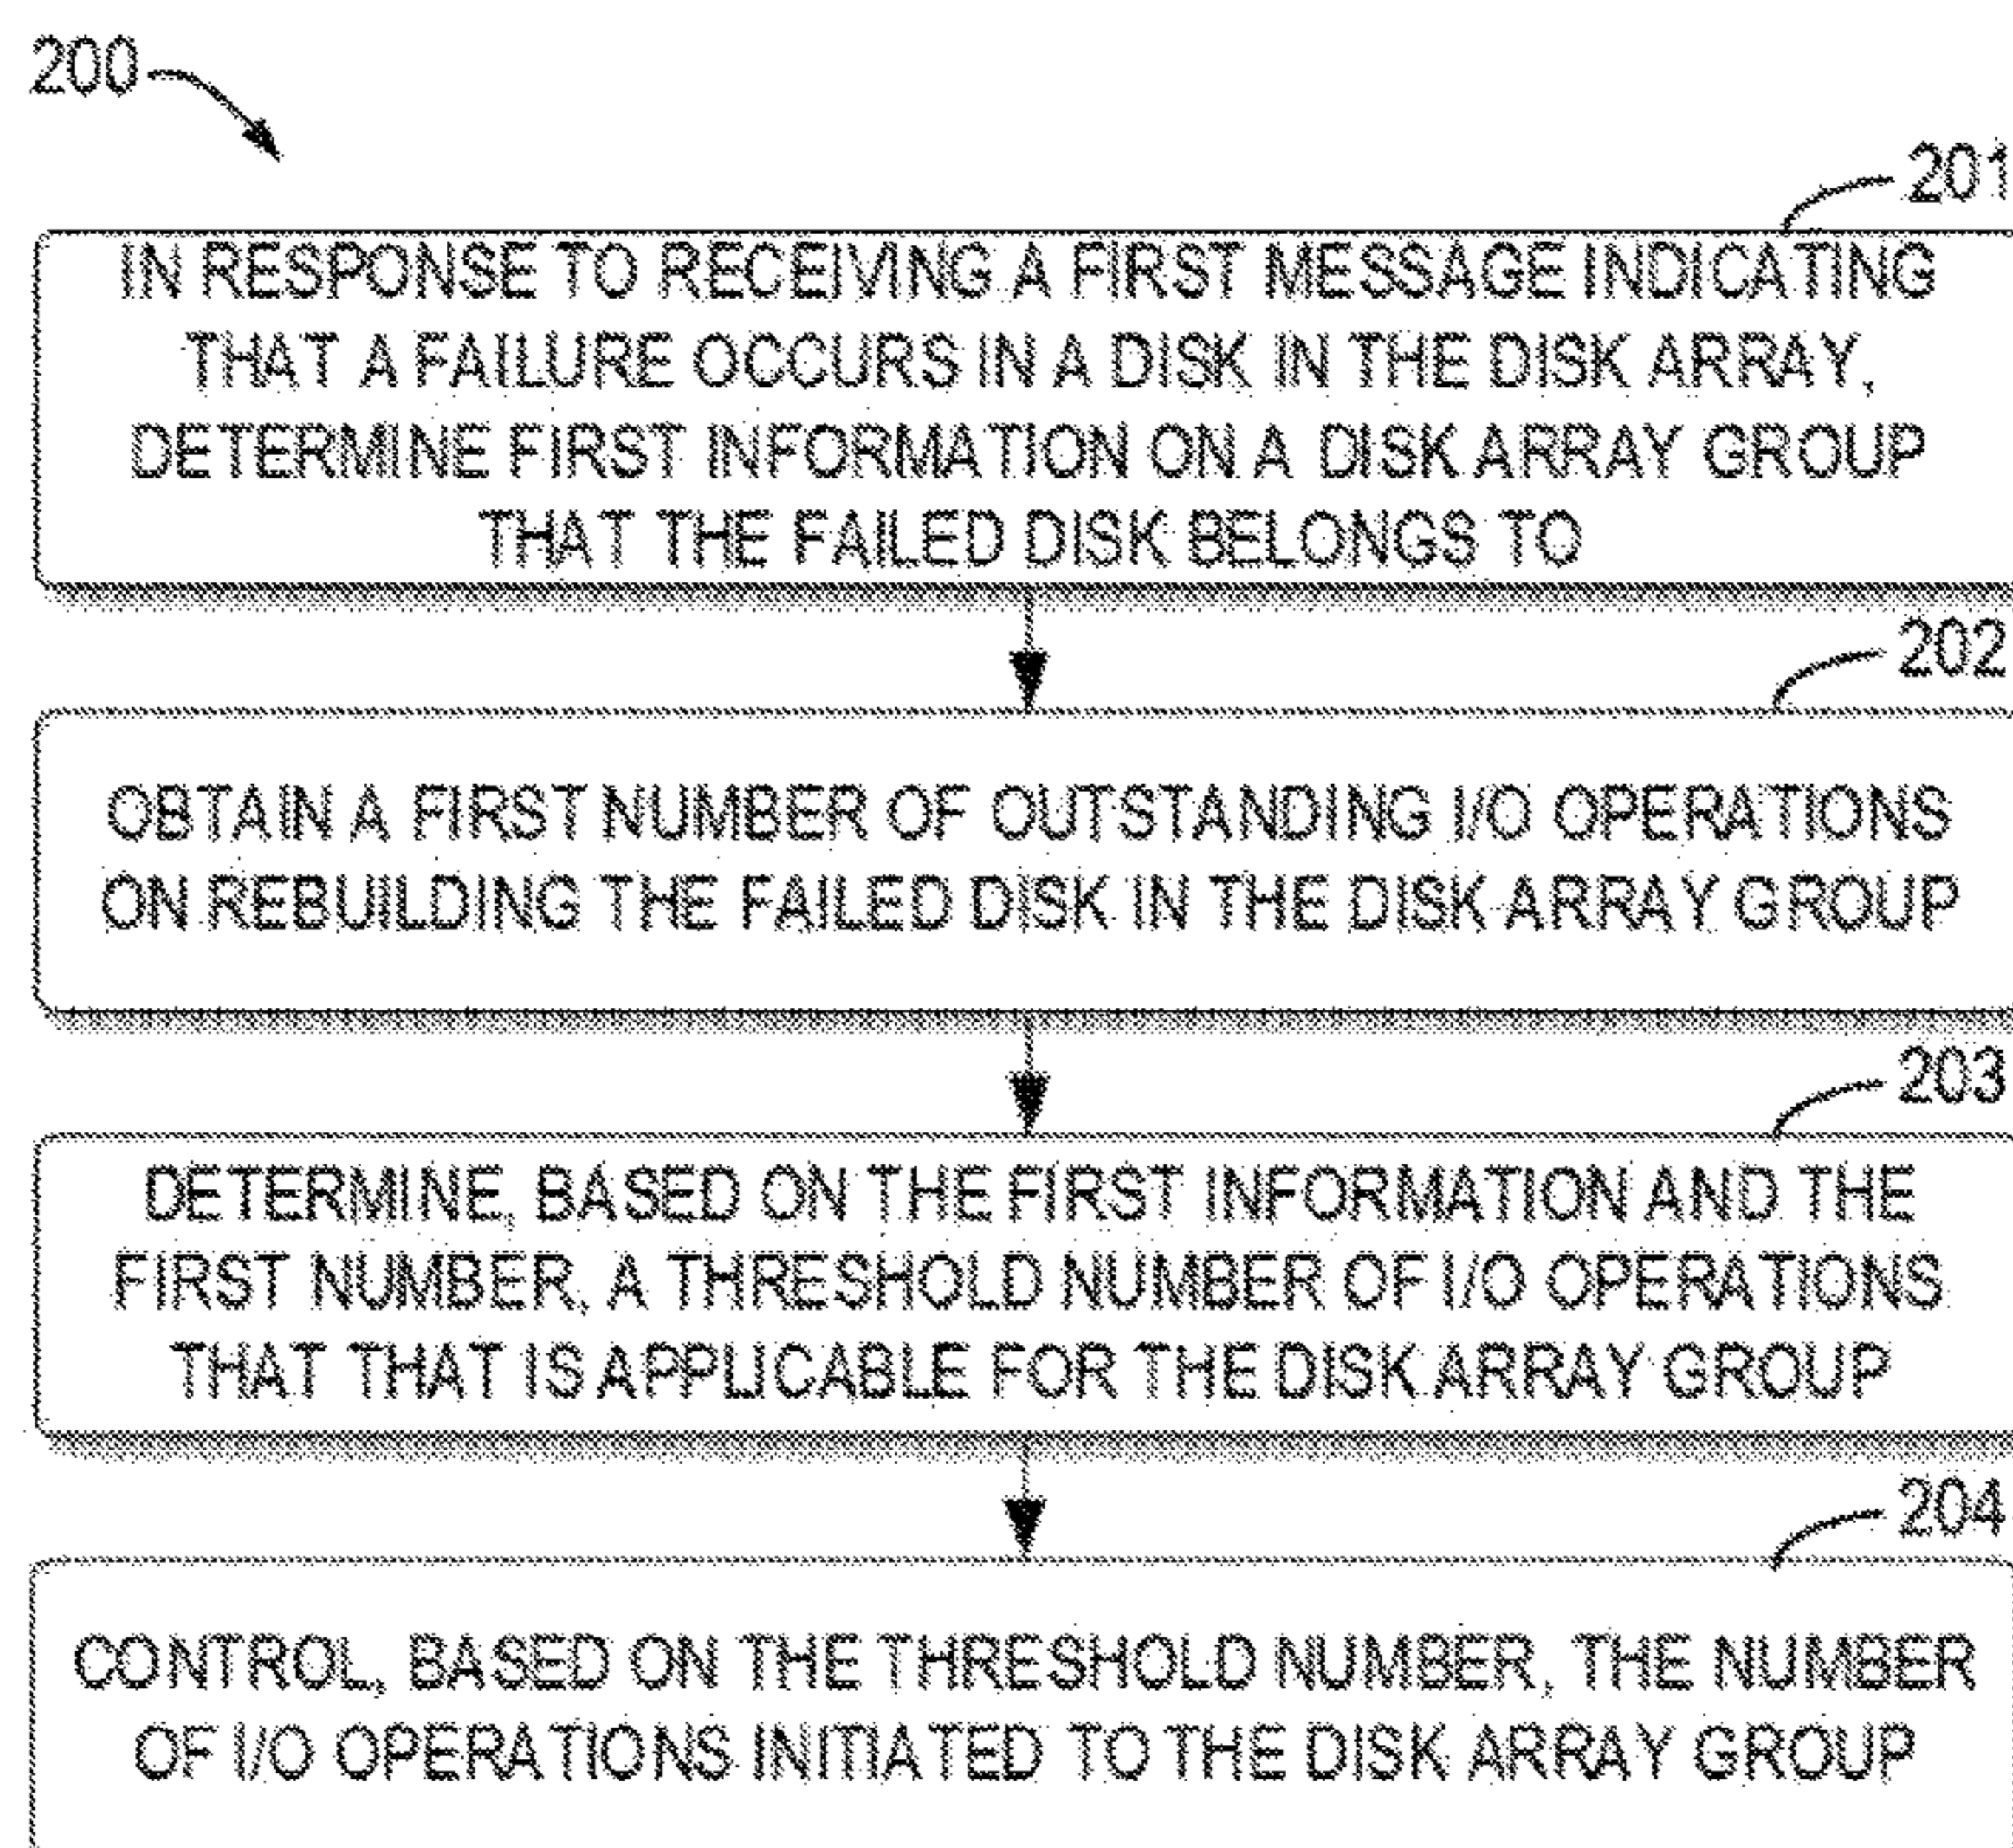 200
201
IN RESPONSE TO RECEIVING A FIRST MESSAGE INDICATING
THAT A FAILURE OCCURS IN A DISK IN THE DISK ARRAY,
DETERMINE FIRST INFORMATION ON A DISK ARRAY GROUP
THAT THE FAILED DISK BELONGS TO
202
OBTAIN A FIRST NUMBER OF OUTSTANDING I/O OPERATIONS
ON REBUILDING THE FAILED DISK IN THE DISK ARRAY GROUP
203
DETERMINE, BASED ON THE FIRST INFORMATION AND THE
FIRST NUMBER, A THRESHOLD NUMBER OF I/O OPERATIONS
THAT THAT IS APPLICABLE FOR THE DISK ARRAY GROUP
204
CONTROL, BASED ON THE THRESHOLD NUMBER, THE NUMBER
OF I/O OPERATIONS INITIATED TO THE DISK ARRAY GROUP